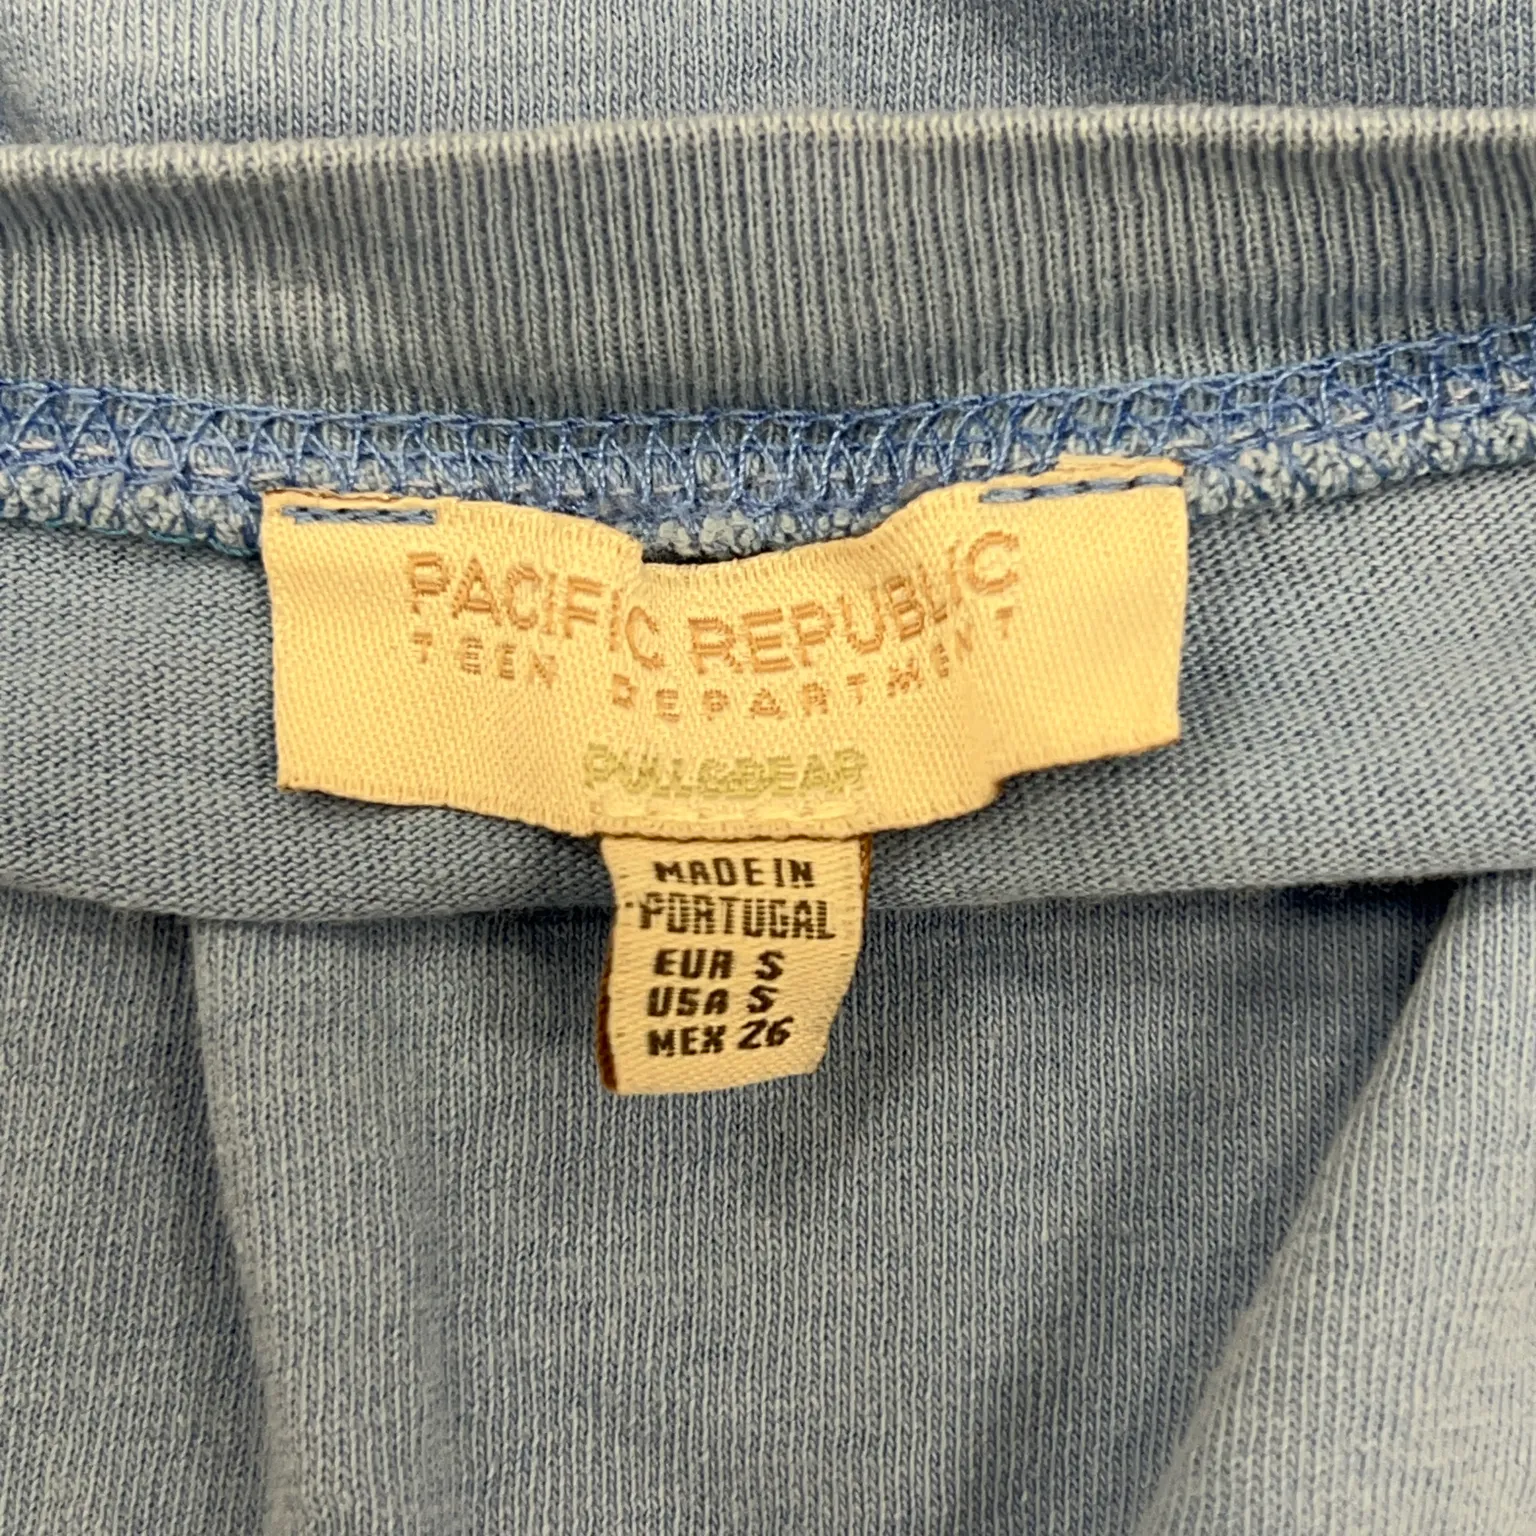 PACIFIC REPUBLIC
TEEN DEPARTMENT
PULL&BEAR
MADE IN
PORTUGAL
EUR S
USA S
MEX 26